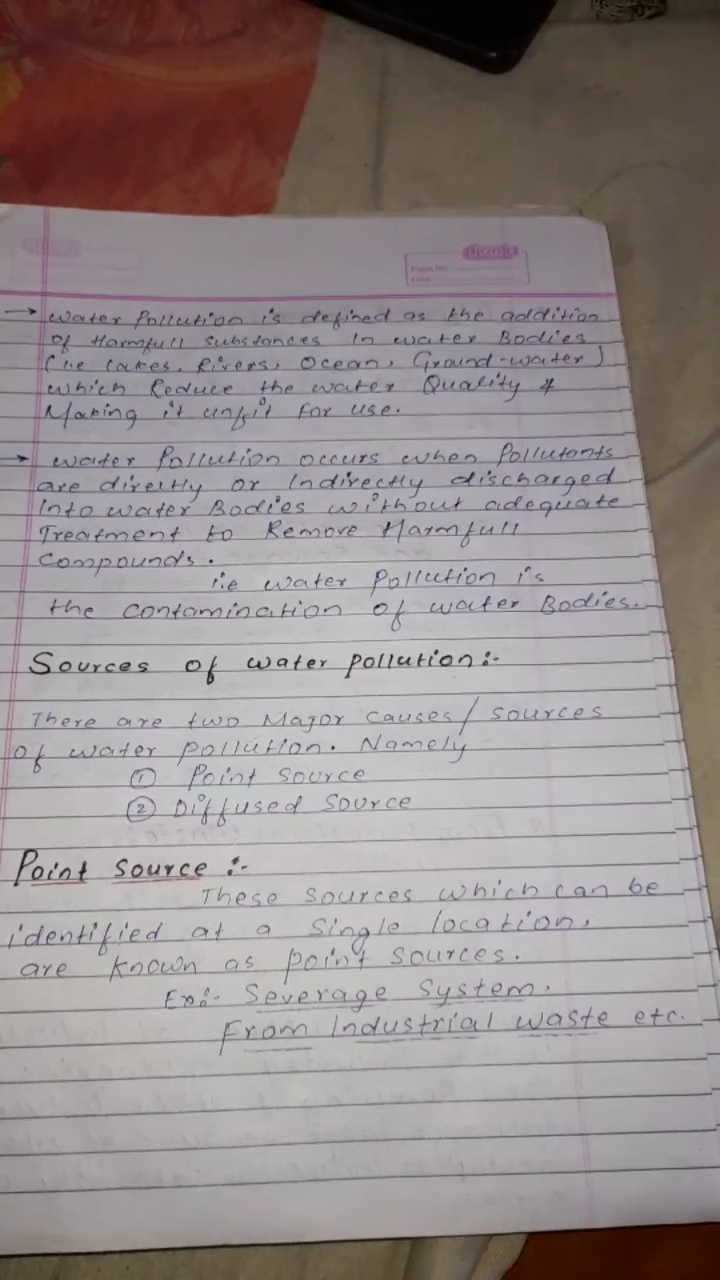 → Water Pollution is defined as the addition
of Harmfull substances In water Bodies
(i.e Lakes, Rivers, Ocean, Ground-water)
which Reduce the water Quality &
Making it unfit for use.
→ Water Pollution occurs when Pollutants
are directly or Indirectly discharged
Into water Bodies without adequate
Treatment to Remove Harmfull
Compounds.
i.e water Pollution is
the contamination of water Bodies.
Sources of water pollution:-
There are two Major causes/sources
of water pollution. Namely
① Point Source
② Diffused Source
Point Source :-
These sources which can be
identified at a single location,
are known as point sources.
Ex:- Severage System.
From Industrial waste etc.